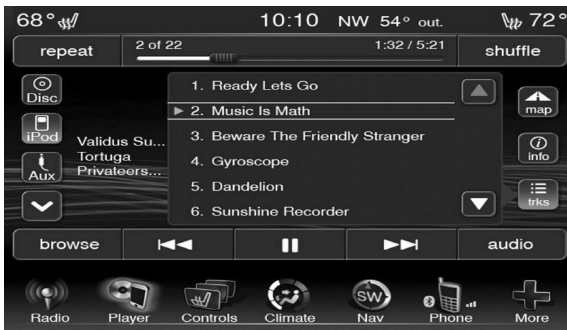 68° 10:10 NW 54° out. 72°
repeat 2 of 22 1:32 / 5:21 shuffle
Disc
iPod
Aux
Validus Su...
Tortuga
Privateers...
1. Ready Lets Go
2. Music Is Math
3. Beware The Friendly Stranger
4. Gyroscope
5. Dandelion
6. Sunshine Recorder
map
info
trks
browse audio
SW
Radio Player Controls Climate Nav Phone More